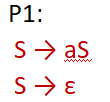 P1:
S → aS
S → ε